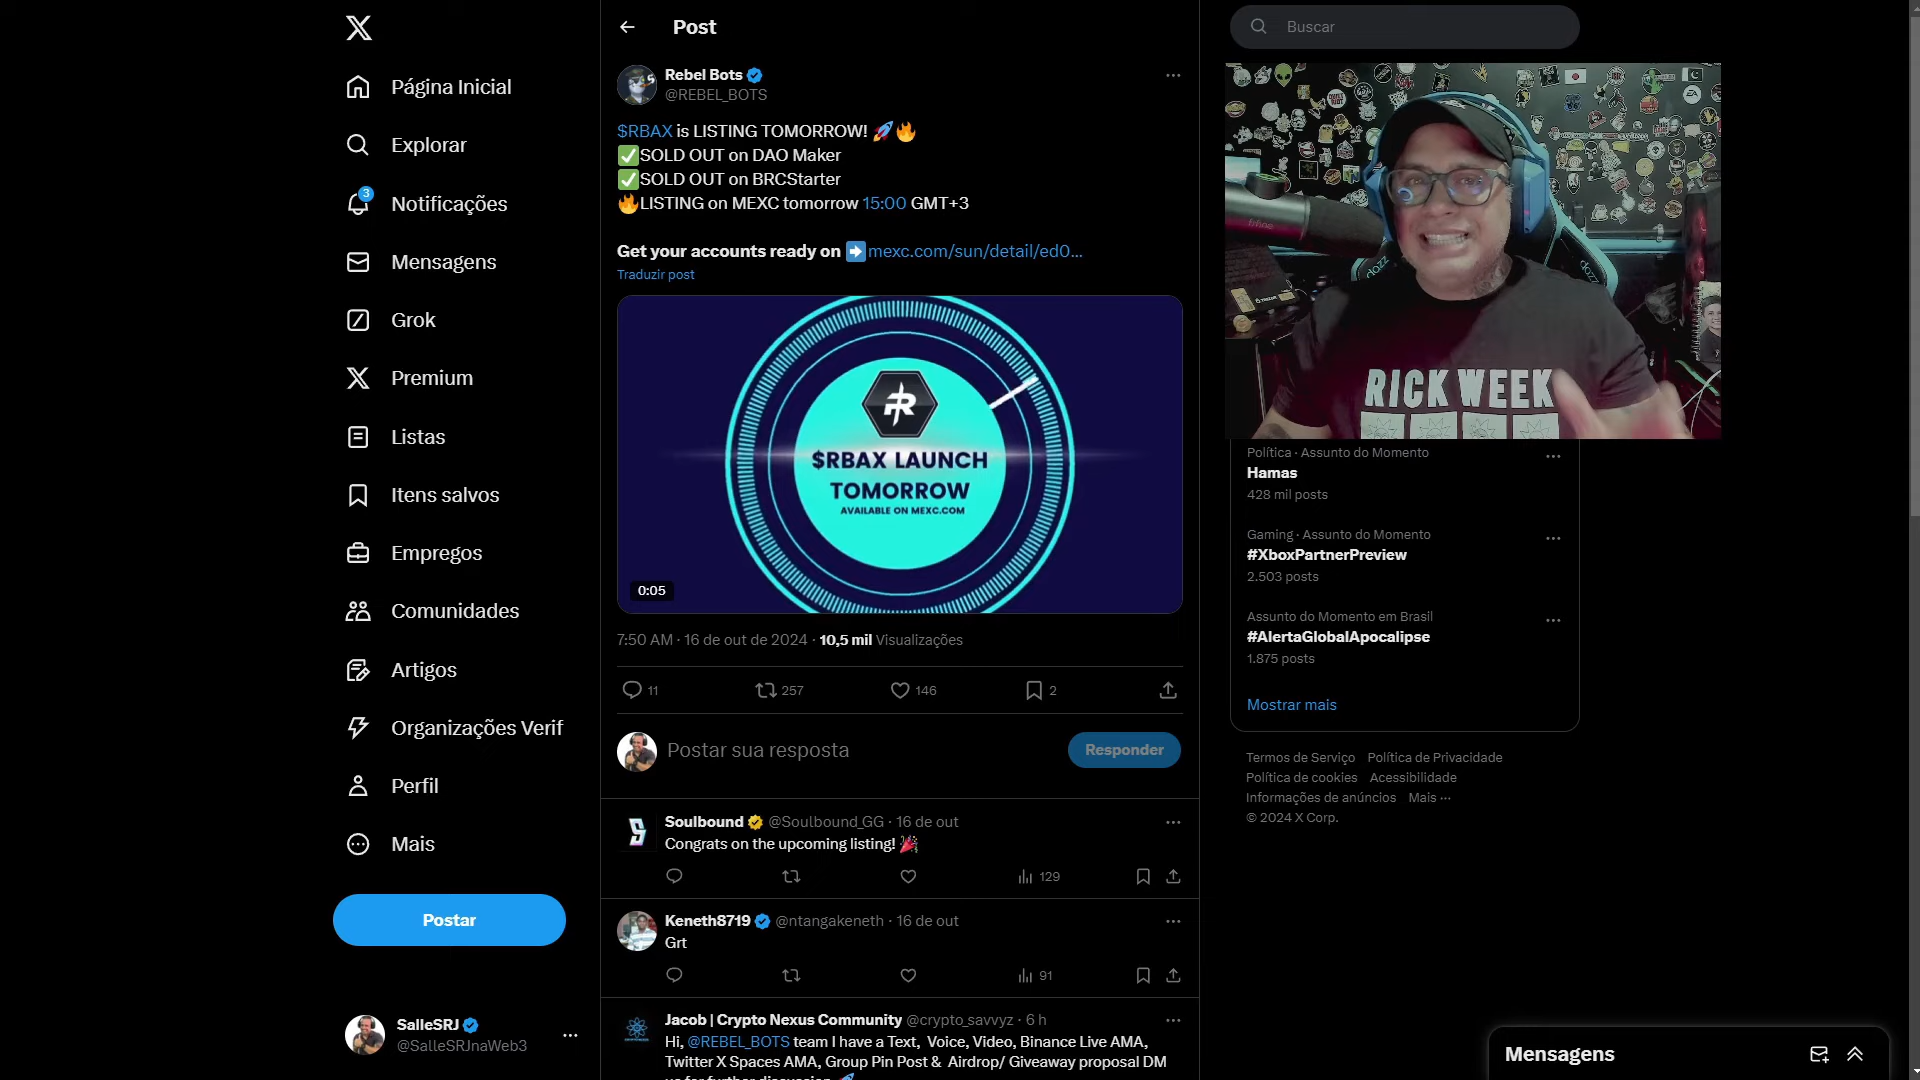 Página Inicial
Explorar
3
Notificações
Mensagens
Grok
Premium
Listas
Itens salvos
Empregos
Comunidades
Artigos
Organizações Verif
Perfil
Mais
Postar
SalleSRJ
@SalleSRJnaWeb3
Post
Rebel Bots
@REBEL_BOTS
$RBAX is LISTING TOMORROW! 🚀🔥
✅SOLD OUT on DAO Maker
✅SOLD OUT on BRCStarter
🔥LISTING on MEXC tomorrow 15:00 GMT+3
Get your accounts ready on ➡️mexc.com/sun/detail/ed0...
Traduzir post
$RBAX LAUNCH
TOMORROW
AVAILABLE ON MEXC.COM
0:05
7:50 AM · 16 de out de 2024 · 10,5 mil Visualizações
11
257
146
2
Postar sua resposta
Responder
Soulbound @Soulbound_GG · 16 de out
Congrats on the upcoming listing! 🎉
129
Keneth8719 @ntangakeneth · 16 de out
Grt
91
Jacob | Crypto Nexus Community @crypto_savvyz · 6 h
Hi, @REBEL_BOTS team I have a Text, Voice, Video, Binance Live AMA,
Twitter X Spaces AMA, Group Pin Post & Airdrop/ Giveaway proposal DM
Buscar
dozz
dozz
EA
RICK WEEK
Política · Assunto do Momento
Hamas
428 mil posts
Gaming · Assunto do Momento
#XboxPartnerPreview
2.503 posts
Assunto do Momento em Brasil
#AlertaGlobalApocalipse
1.875 posts
Mostrar mais
Termos de Serviço Política de Privacidade
Política de cookies Acessibilidade
Informações de anúncios Mais ···
© 2024 X Corp.
Mensagens